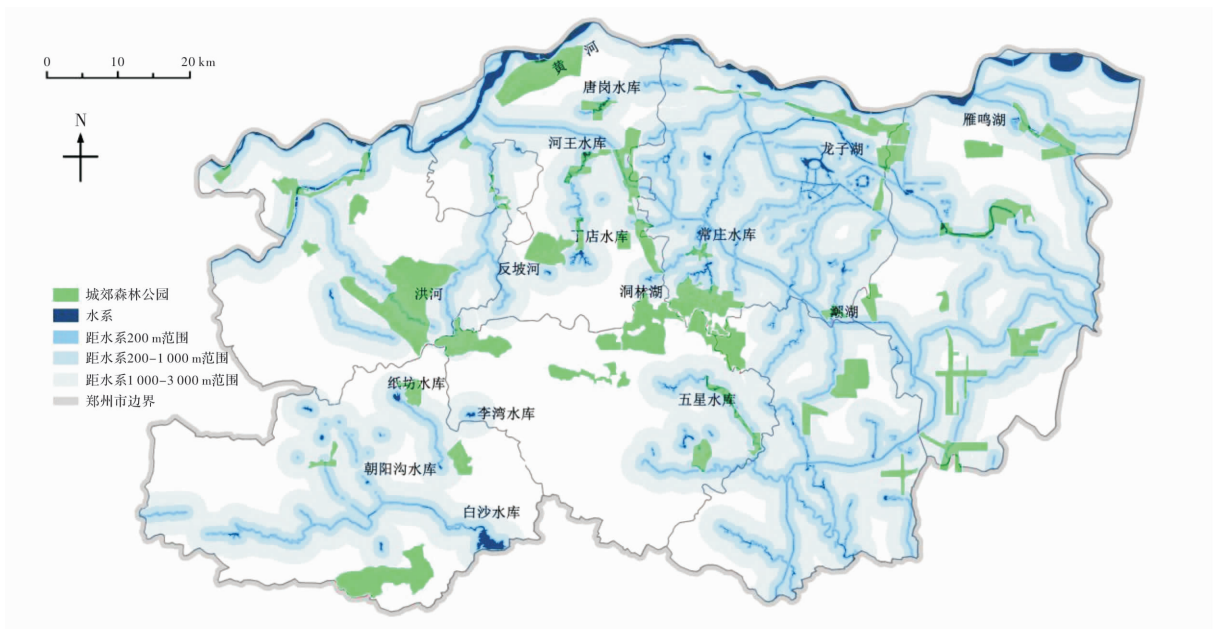 0 10 20 km
N
黄河
唐岗水库
雁鸣湖
河王水库
龙子湖
丁店水库
常庄水库
反坡河
洪河
洞林湖
潮湖
纸坊水库
五星水库
李湾水库
朝阳沟水库
白沙水库
城郊森林公园
水系
距水系200 m范围
距水系200-1 000 m范围
距水系1 000-3 000 m范围
郑州市边界